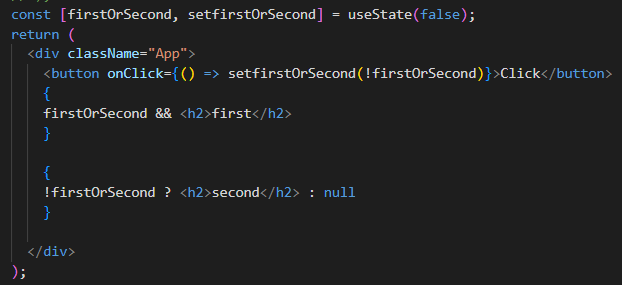 const [firstOrSecond, setfirstOrSecond] = useState(false);
return (
<div className="App">
<button onClick={() => setfirstOrSecond(!firstOrSecond)}>Click</button>
{
firstOrSecond && <h2>first</h2>
}
{
!firstOrSecond ? <h2>second</h2> : null
}
</div>
);